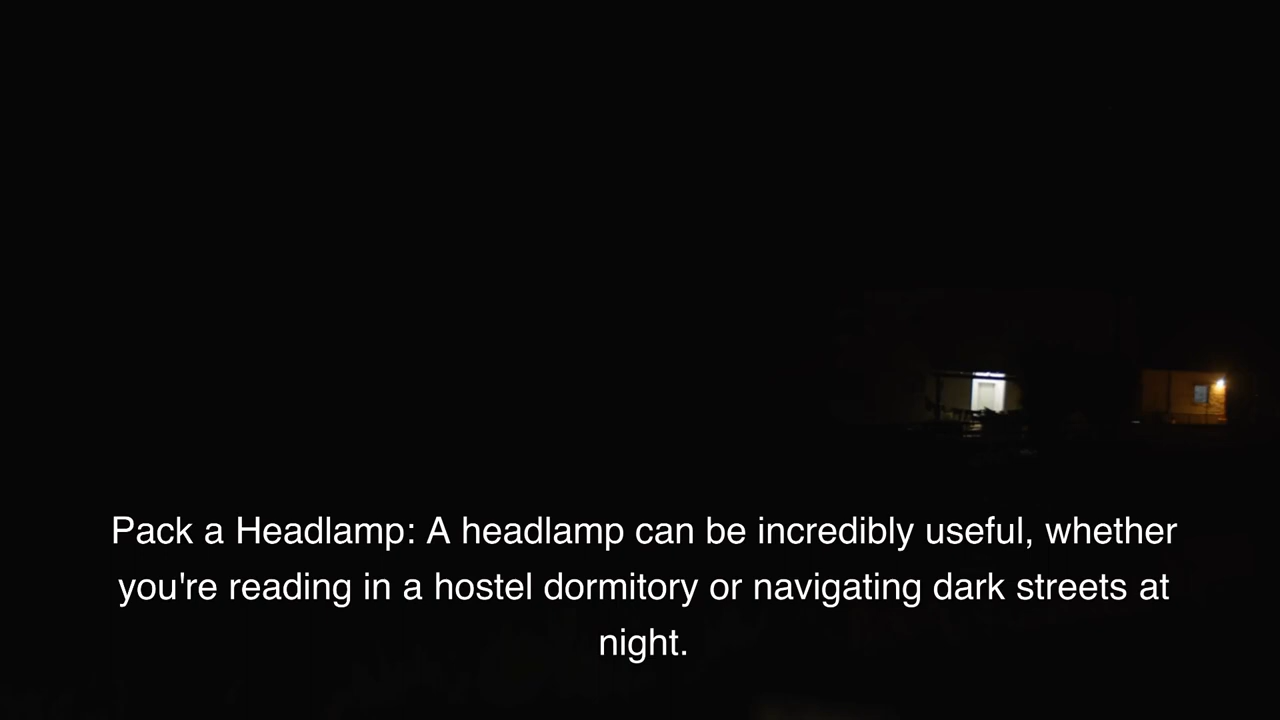 Pack a Headlamp: A headlamp can be incredibly useful, whether
you're reading in a hostel dormitory or navigating dark streets at
night.